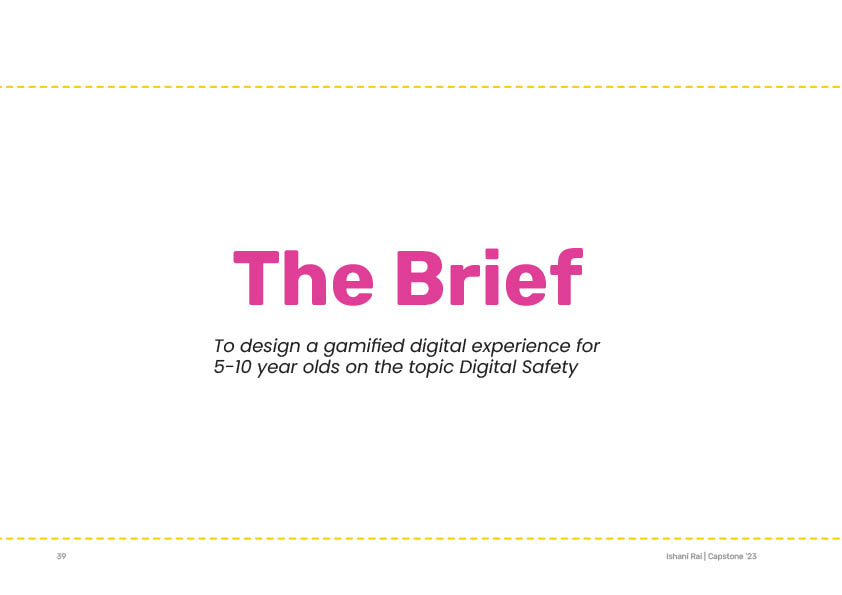 The Brief
To design a gamified digital experience for
5-10 year olds on the topic Digital Safety
39
Ishani Rai | Capstone '23